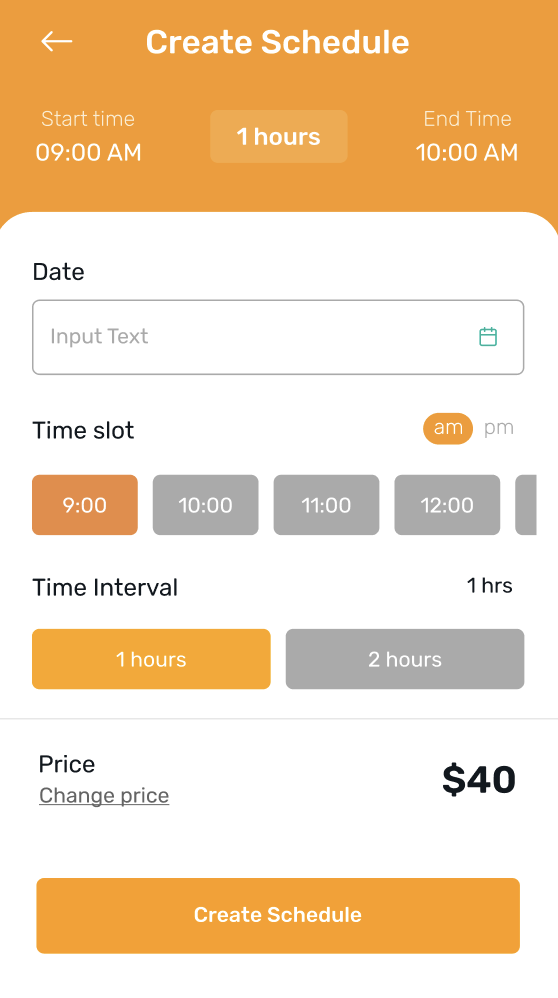 Create Schedule
Start time
1 hours
End Time
09:00 AM
10:00 AM
Date
Input Text
Time slot
am pm
9:00 10:00 11:00 12:00
Time Interval
1 hrs
1 hours
2 hours
Price
Change price
$40
Create Schedule